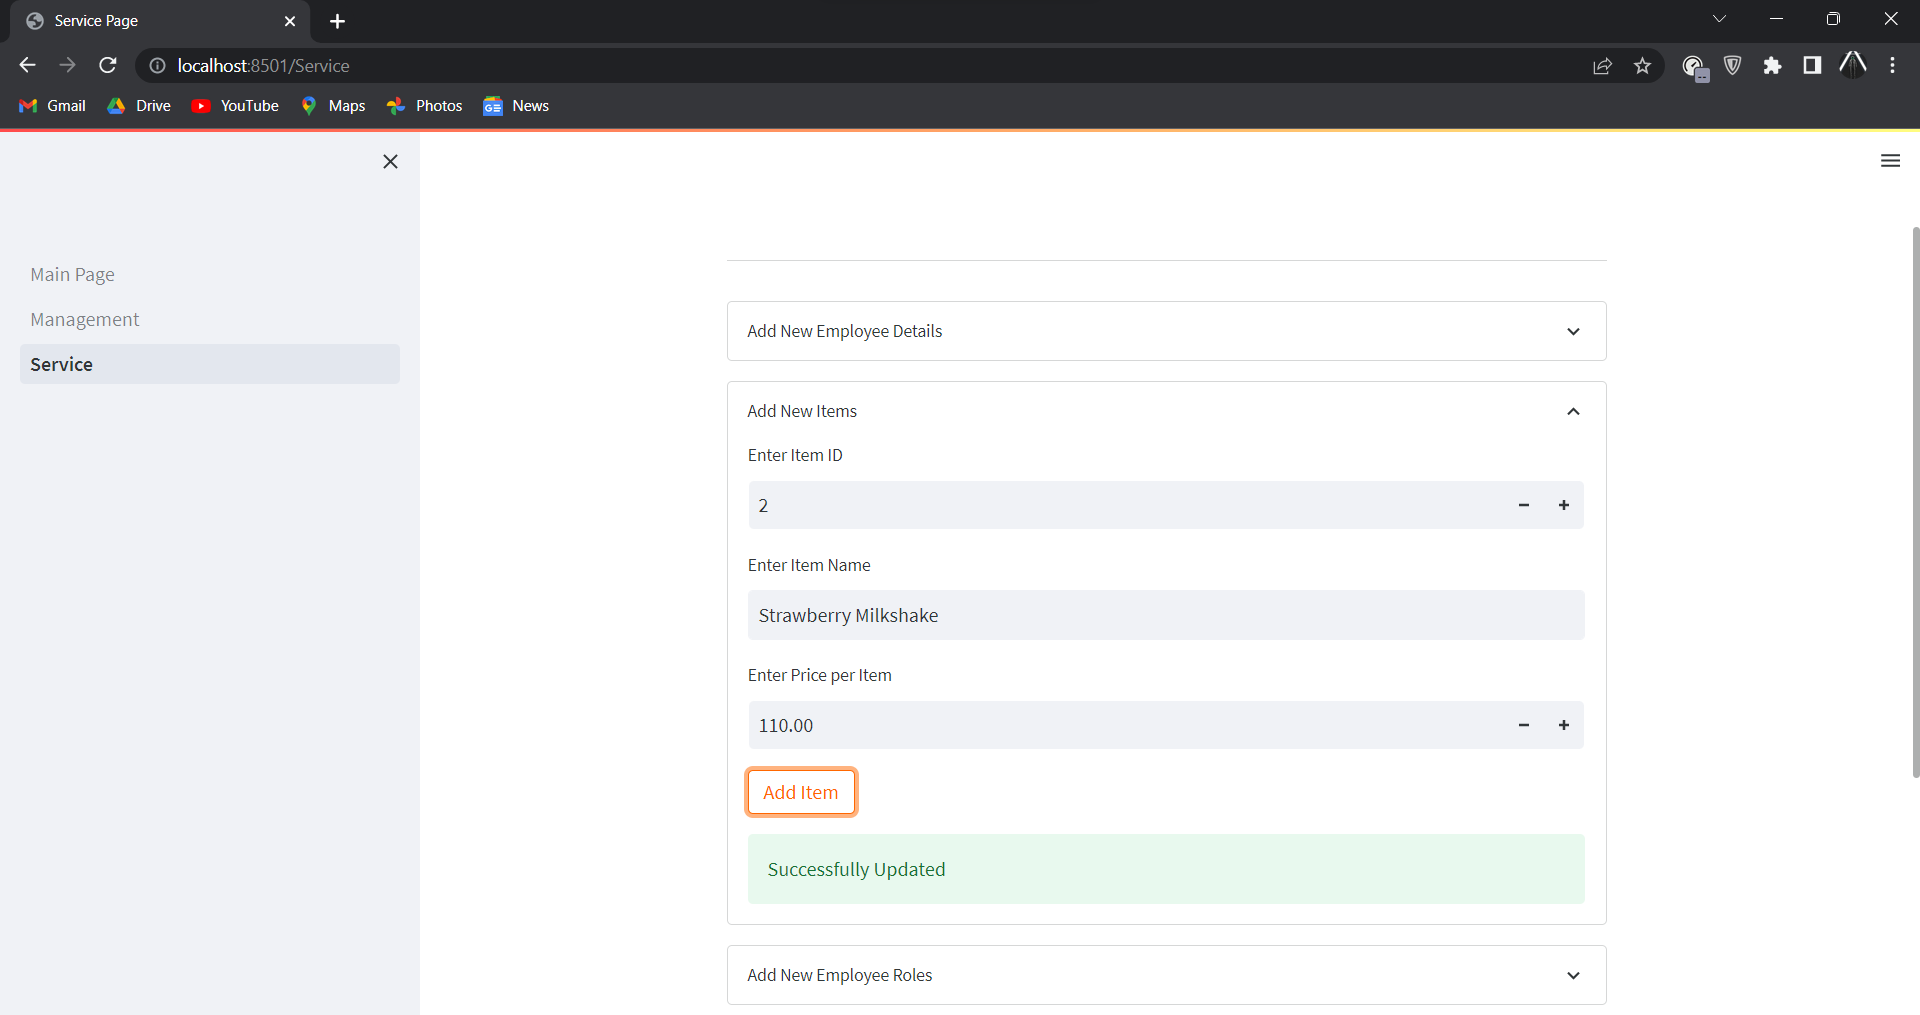 Service Page
localhost:8501/Service
Gmail Drive YouTube Maps Photos News
Main Page
Management
Service
Add New Employee Details
Add New Items
Enter Item ID
2
Enter Item Name
Strawberry Milkshake
Enter Price per Item
110.00
Add Item
Successfully Updated
Add New Employee Roles